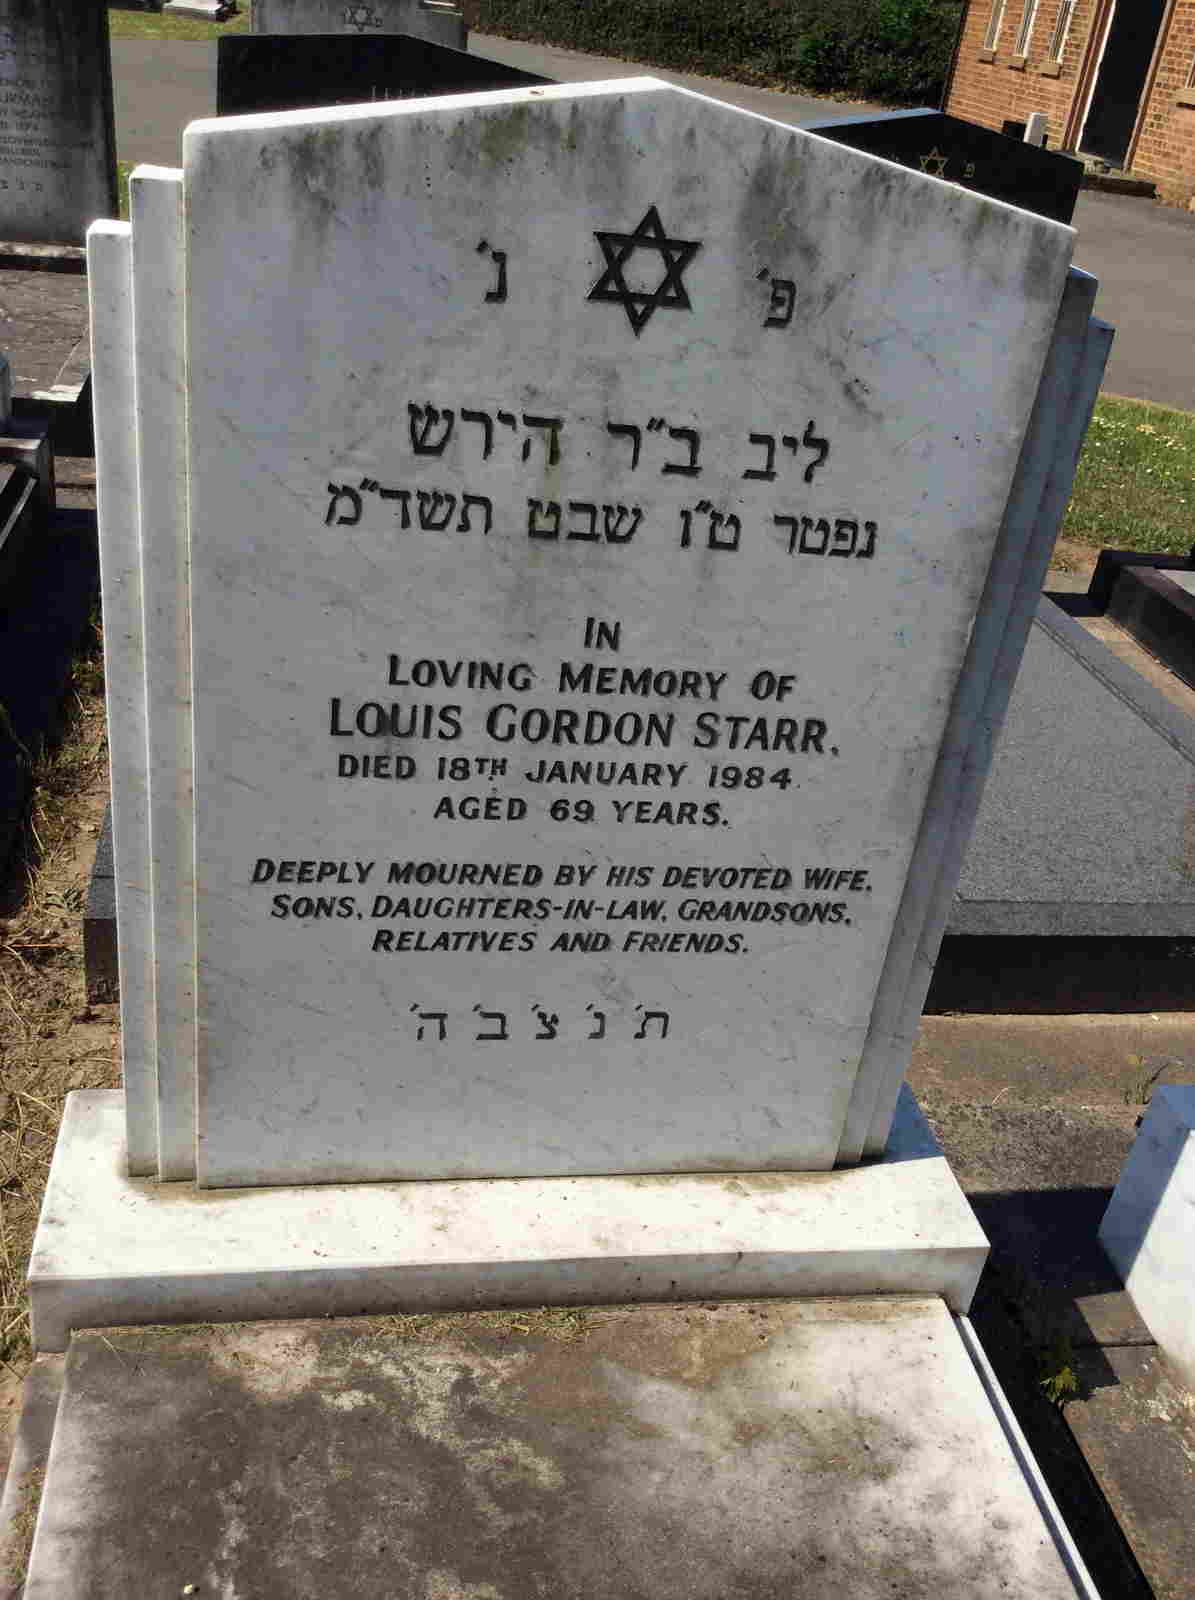 פ' נ'
ליב ב"ר הירש
נפטר ט"ו שבט תשד"מ
IN
LOVING MEMORY OF
LOUIS GORDON STARR.
DIED 18TH JANUARY 1984.
AGED 69 YEARS.
DEEPLY MOURNED BY HIS DEVOTED WIFE,
SONS, DAUGHTERS-IN-LAW, GRANDSONS,
RELATIVES AND FRIENDS.
ת' נ' צ' ב' ה'